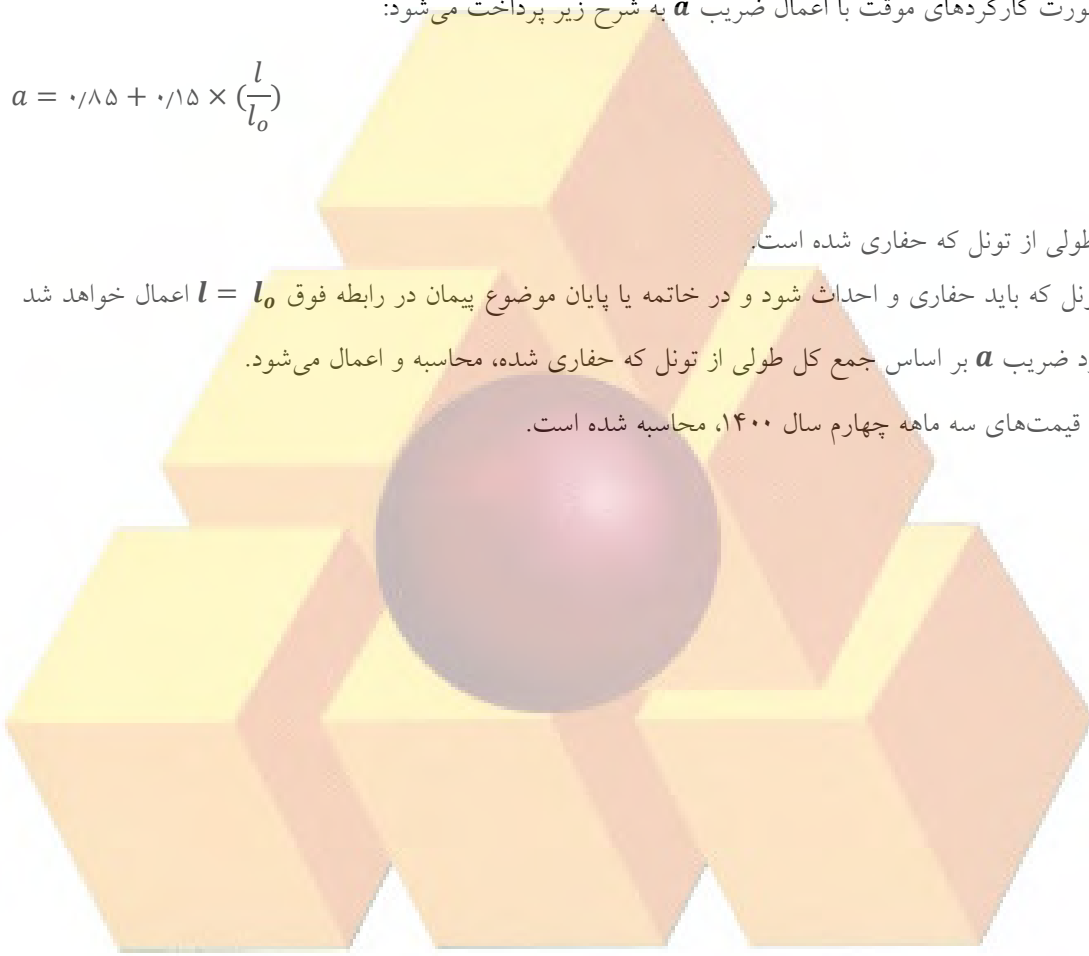 کارکردهای موقت با اعمال ضریب a به شرح زیر پرداخت می‌شود:
a = ۰/۸۵ + ۰/۱۵ × (l/l₀)
طولی از تونل که حفاری شده است.
که باید حفاری و احداث شود و در خاتمه یا پایان موضوع پیمان در رابطه فوق l = l₀ اعمال خواهد شد
ضریب a بر اساس جمع کل طولی از تونل که حفاری شده، محاسبه و اعمال می‌شود.
قیمت‌های سه ماهه چهارم سال ۱۴۰۰، محاسبه شده است.